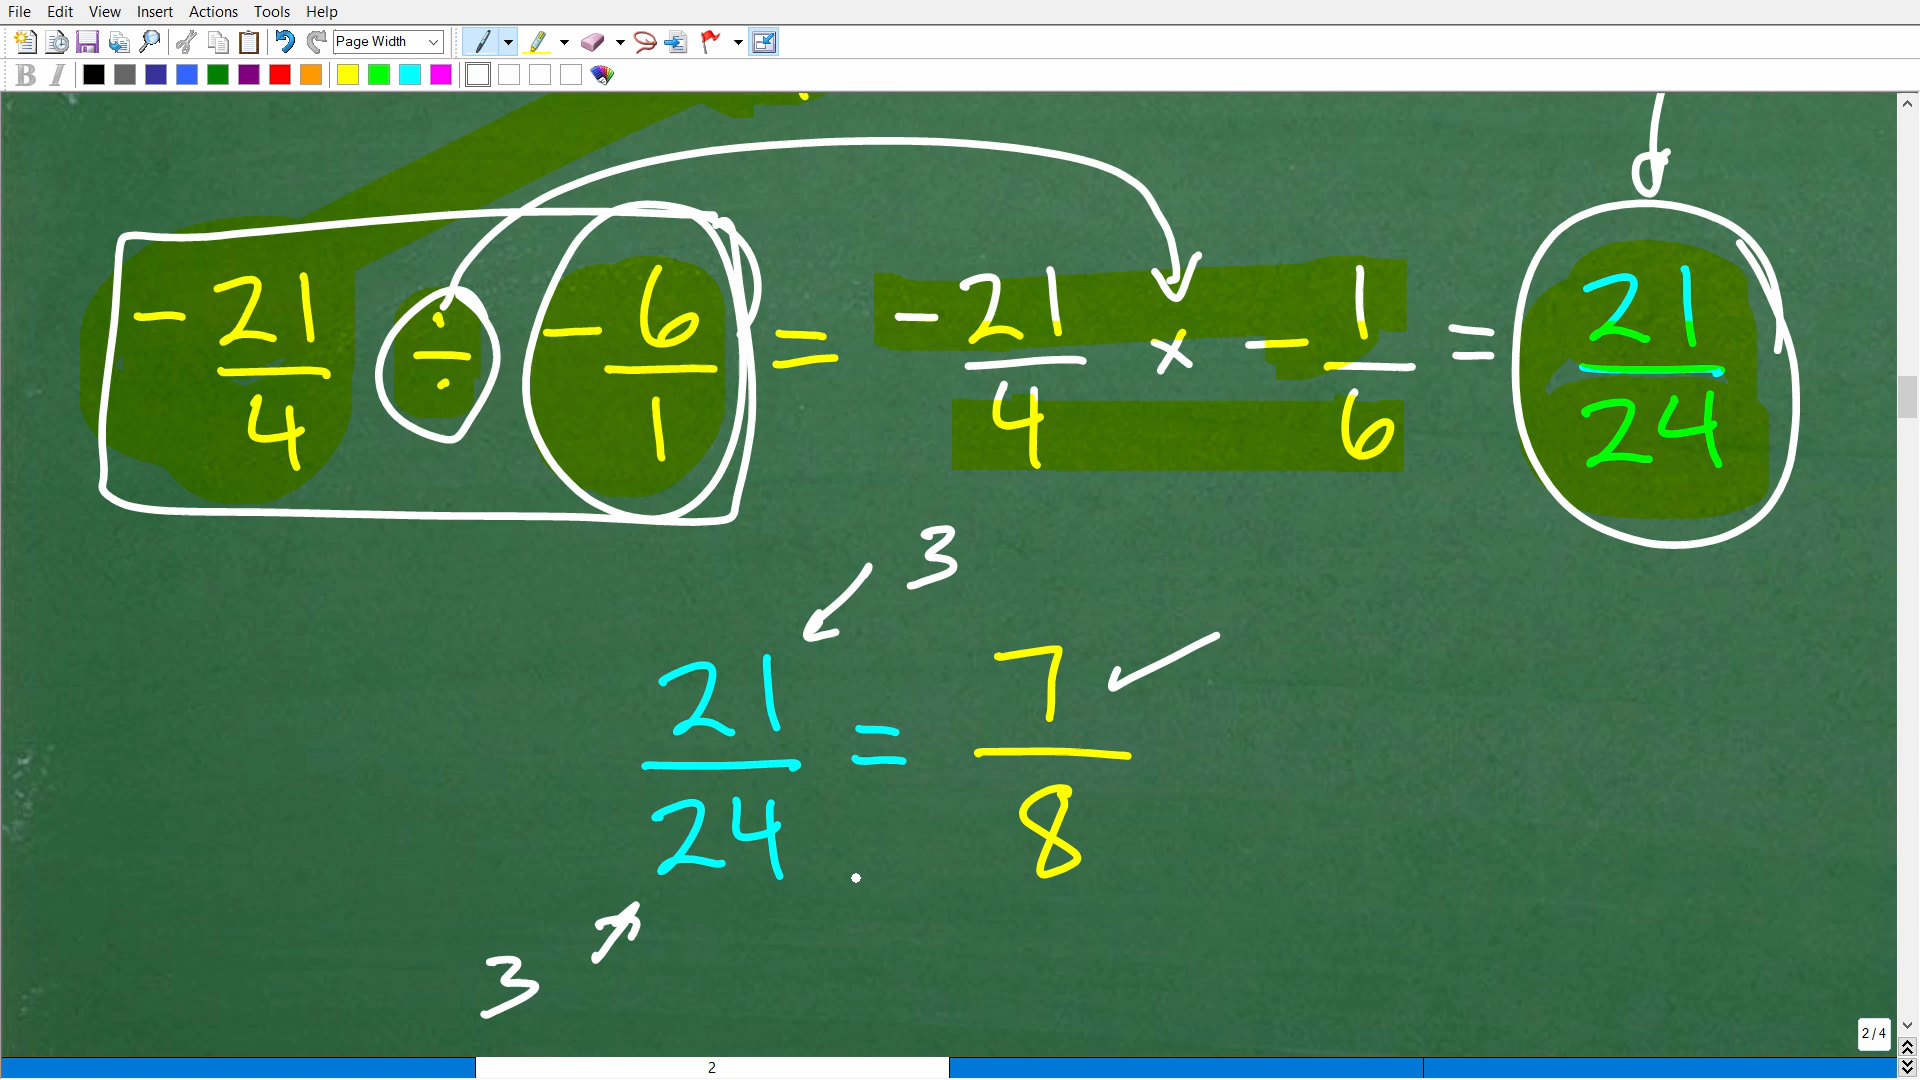 File Edit View Insert Actions Tools Help
Page Width
B I
- 21/4 ÷ - 6/1 = - 21/4 × - 1/6 = 21/24
3
21/24 = 7/8
3
2/4
2